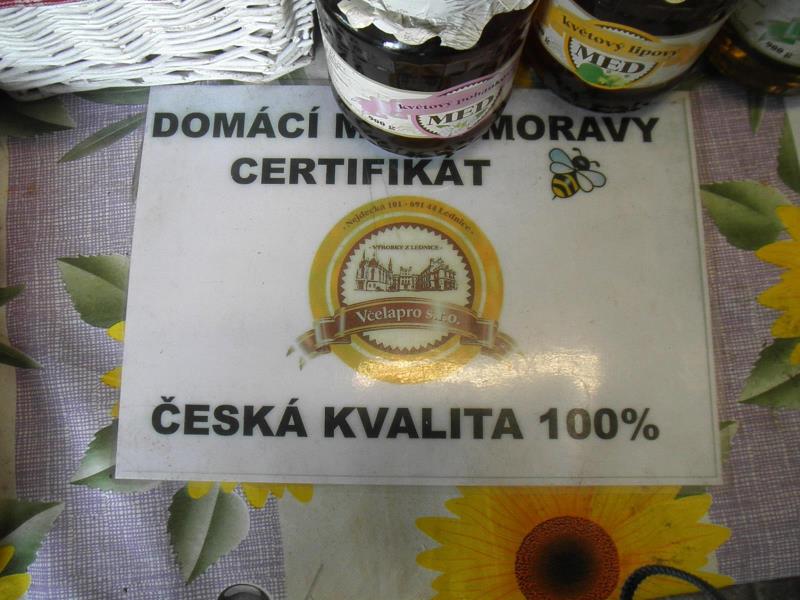 květový pohankový
MED
900 g
květový lipový
MED
900 g
DOMÁCÍ M MORAVY
CERTIFIKÁT
Nejdecká 101 - 691 44 Lednice
VÝROBKY Z LEDNICE
Včelapro s.r.o.
ČESKÁ KVALITA 100%